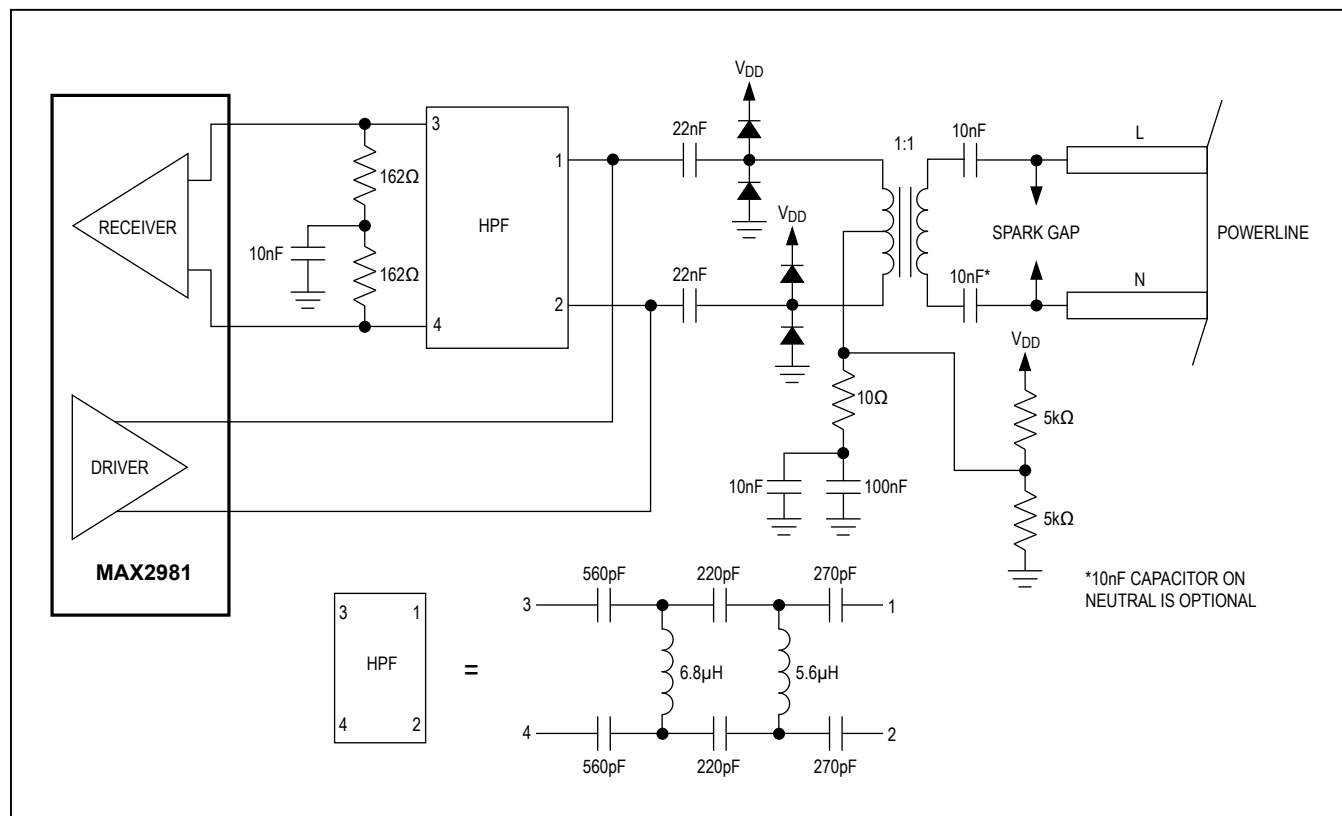 V_DD
22nF
1:1
10nF
L
3
1
162Ω
HPF
RECEIVER
10nF
162Ω
4
2
V_DD
22nF
SPARK GAP
POWERLINE
10nF*
N
V_DD
10Ω
5kΩ
DRIVER
10nF
100nF
5kΩ
MAX2981
*10nF CAPACITOR ON
NEUTRAL IS OPTIONAL
3
1
HPF
4
2
=
560pF
220pF
270pF
3
1
6.8µH
5.6µH
4
2
560pF
220pF
270pF